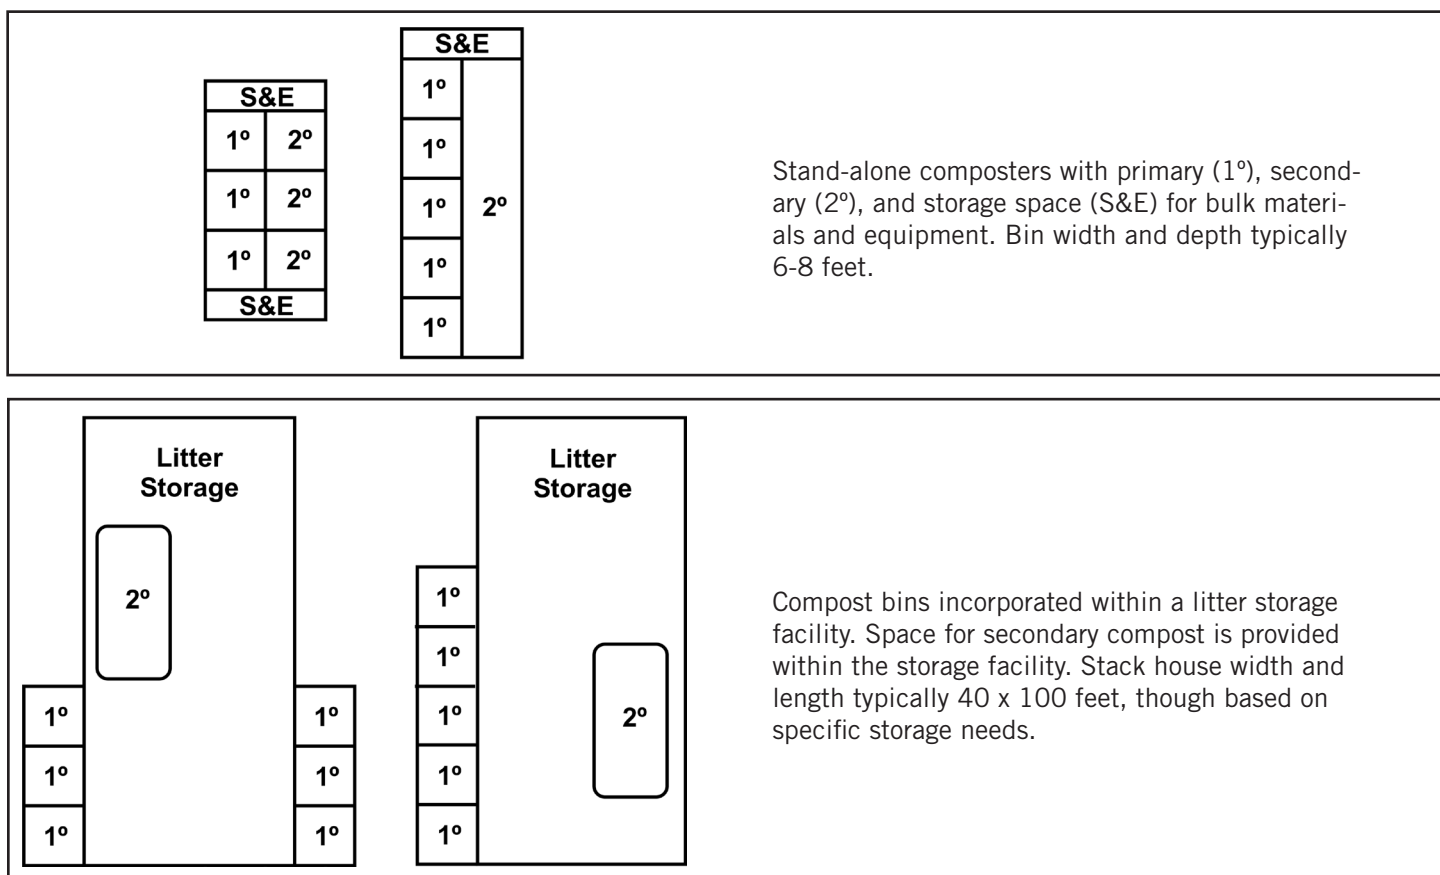 S&E
1º 2º
1º 2º
1º 2º
S&E
S&E
1º
1º
1º 2º
1º
1º
Stand-alone composters with primary (1º), second-
ary (2º), and storage space (S&E) for bulk materi-
als and equipment. Bin width and depth typically
6-8 feet.
Litter
Storage
2º
1º 1º
1º 1º
1º 1º
Litter
Storage
1º
1º
1º 2º
1º
1º
Compost bins incorporated within a litter storage
facility. Space for secondary compost is provided
within the storage facility. Stack house width and
length typically 40 x 100 feet, though based on
specific storage needs.